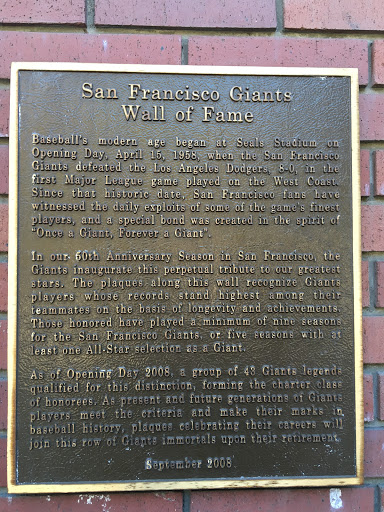 San Francisco Giants
Wall of Fame
Baseball's modern age began at Seals Stadium on
Opening Day, April 15, 1958, when the San Francisco
Giants defeated the Los Angeles Dodgers, 8-0, in the
first Major League game played on the West Coast.
Since that historic date, San Francisco fans have
witnessed the daily exploits of some of the game's finest
players, and a special bond was created in the spirit of
"Once a Giant, Forever a Giant".
In our 50th Anniversary Season in San Francisco, the
Giants inaugurate this perpetual tribute to our greatest
stars. The plaques along this wall recognize Giants
players whose records stand highest among their
teammates on the basis of longevity and achievements.
Those honored have played a minimum of nine seasons
for the San Francisco Giants, or five seasons with at
least one All-Star selection as a Giant.
As of Opening Day 2008, a group of 43 Giants legends
qualified for this distinction, forming the charter class
of honorees. As present and future generations of Giants
players meet the criteria and make their marks in
baseball history, plaques celebrating their careers will
join this row of Giants immortals upon their retirement.
September 2008